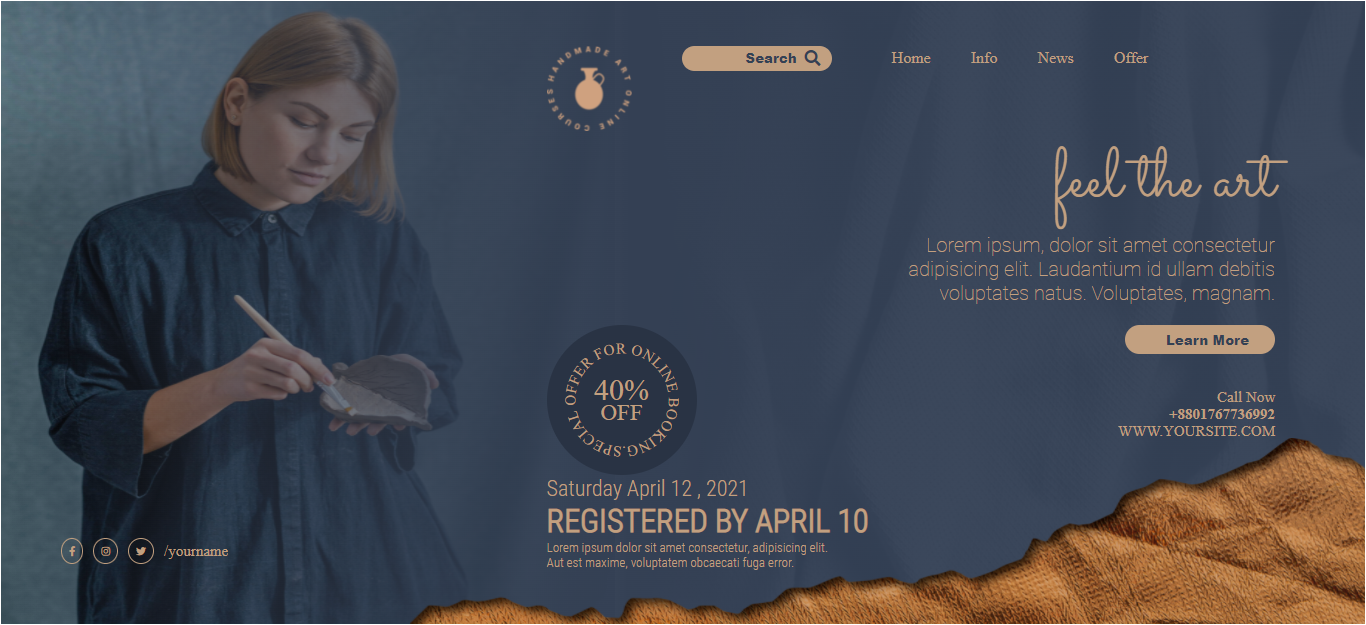 HANDMADE ART ONLINE COURSES
Search
Home
Info
News
Offer
feel the art
Lorem ipsum, dolor sit amet consectetur
adipisicing elit. Laudantium id ullam debitis
voluptates natus. Voluptates, magnam.
Learn More
Call Now
+8801767736992
WWW.YOURSITE.COM
SPECIAL OFFER FOR ONLINE BOOKING.
40%
OFF
Saturday April 12 , 2021
REGISTERED BY APRIL 10
Lorem ipsum dolor sit amet consectetur, adipisicing elit.
Aut est maxime, voluptatem obcaecati fuga error.
/yourname